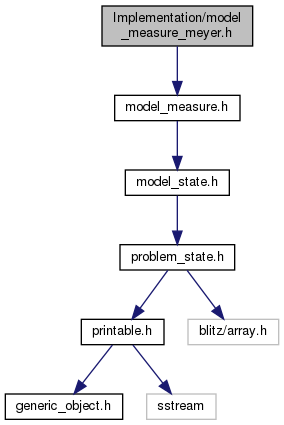 Implementation/model
_measure_meyer.h
model_measure.h
model_state.h
problem_state.h
printable.h
blitz/array.h
generic_object.h
sstream